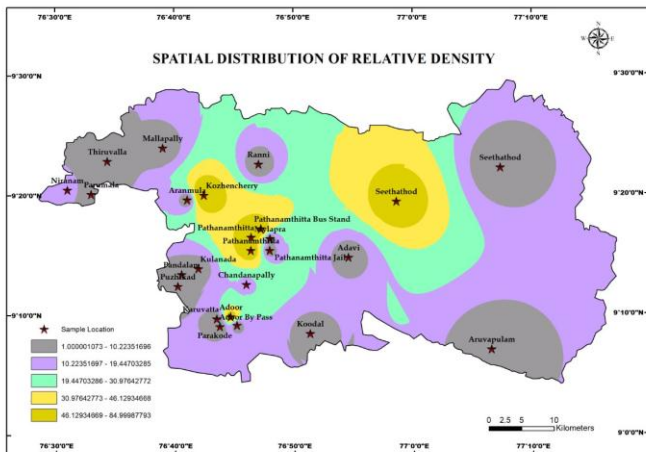 76°30'0"E 76°40'0"E 76°50'0"E 77°0'0"E 77°10'0"E
N
W E
S
SPATIAL DISTRIBUTION OF RELATIVE DENSITY
9°30'0"N 9°30'0"N
Mallapally
Thiruvalla
Ranni
Seethathod
Niranam
Parumala
Aranmula
Kozhencherry
Seethathod
9°20'0"N 9°20'0"N
Pathanamthitta Bus Stand
Pathanamthitta
Pathanamthitta
Adavi
Pathanamthitta Jail
Kulanada
Pandalam
Chandanapally
9°10'0"N 9°10'0"N
Adoor
Adoor By Pass
Parakode
Koodal
Aruvapulam
Sample Location
1.000001073 - 10.22351696
10.22351697 - 19.44703285
19.44703286 - 30.97642772
30.97642773 - 46.12934668
46.12934669 - 84.99987793
0 2.5 5 10
Kilometers
9°0'0"N
76°30'0"E 76°40'0"E 76°50'0"E 77°0'0"E 77°10'0"E